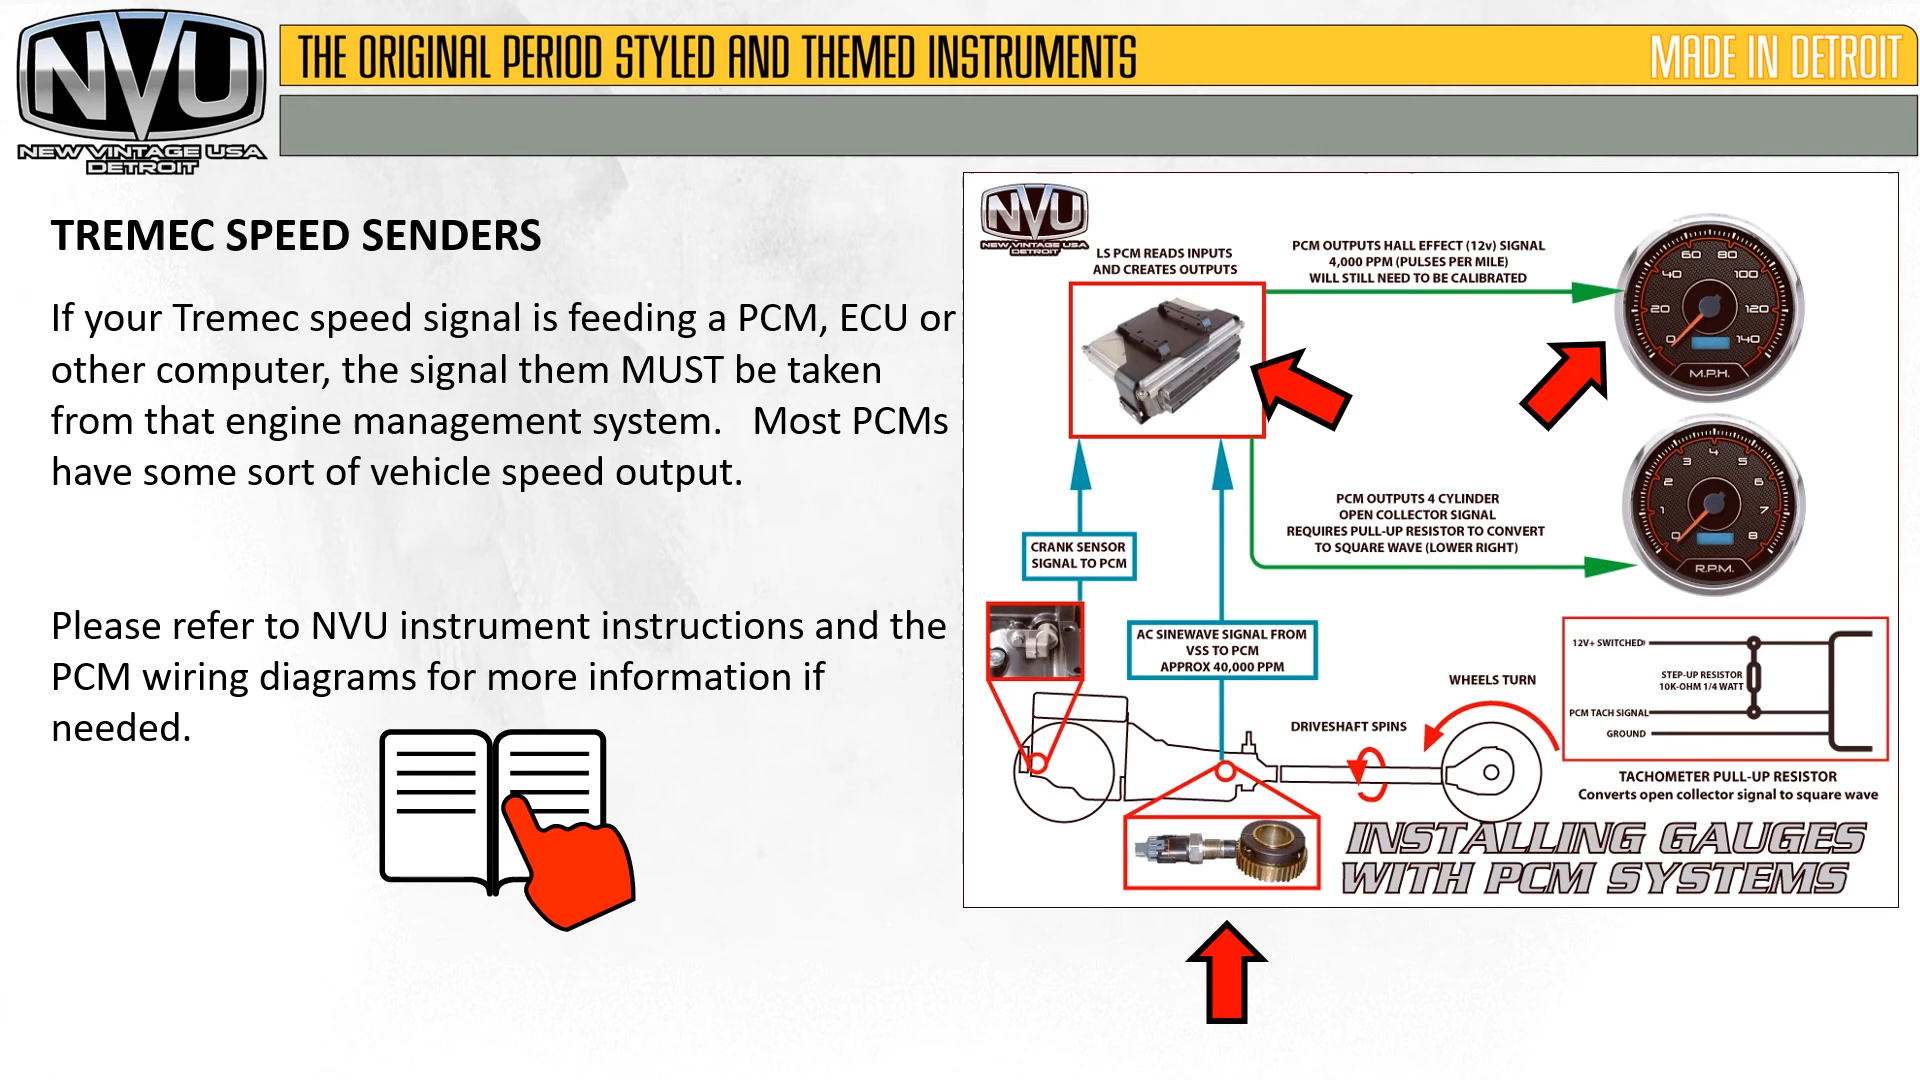 NVU
NEW VINTAGE USA
DETROIT
THE ORIGINAL PERIOD STYLED AND THEMED INSTRUMENTS
MADE IN DETROIT
TREMEC SPEED SENDERS
If your Tremec speed signal is feeding a PCM, ECU or
other computer, the signal them MUST be taken
from that engine management system. Most PCMs
have some sort of vehicle speed output.
Please refer to NVU instrument instructions and the
PCM wiring diagrams for more information if
needed.
NVU
NEW VINTAGE USA
DETROIT
LS PCM READS INPUTS
AND CREATES OUTPUTS
PCM OUTPUTS HALL EFFECT (12v) SIGNAL
4,000 PPM (PULSES PER MILE)
WILL STILL NEED TO BE CALIBRATED
0 20 40 60 80 100 120 140
M.P.H.
PCM OUTPUTS 4 CYLINDER
OPEN COLLECTOR SIGNAL
REQUIRES PULL-UP RESISTOR TO CONVERT
TO SQUARE WAVE (LOWER RIGHT)
0 1 2 3 4 5 6 7 8
R.P.M.
CRANK SENSOR
SIGNAL TO PCM
AC SINEWAVE SIGNAL FROM
VSS TO PCM
APPROX 40,000 PPM
WHEELS TURN
DRIVESHAFT SPINS
12V+ SWITCHED
STEP-UP RESISTOR
10K-OHM 1/4 WATT
PCM TACH SIGNAL
GROUND
TACHOMETER PULL-UP RESISTOR
Converts open collector signal to square wave
INSTALLING GAUGES
WITH PCM SYSTEMS